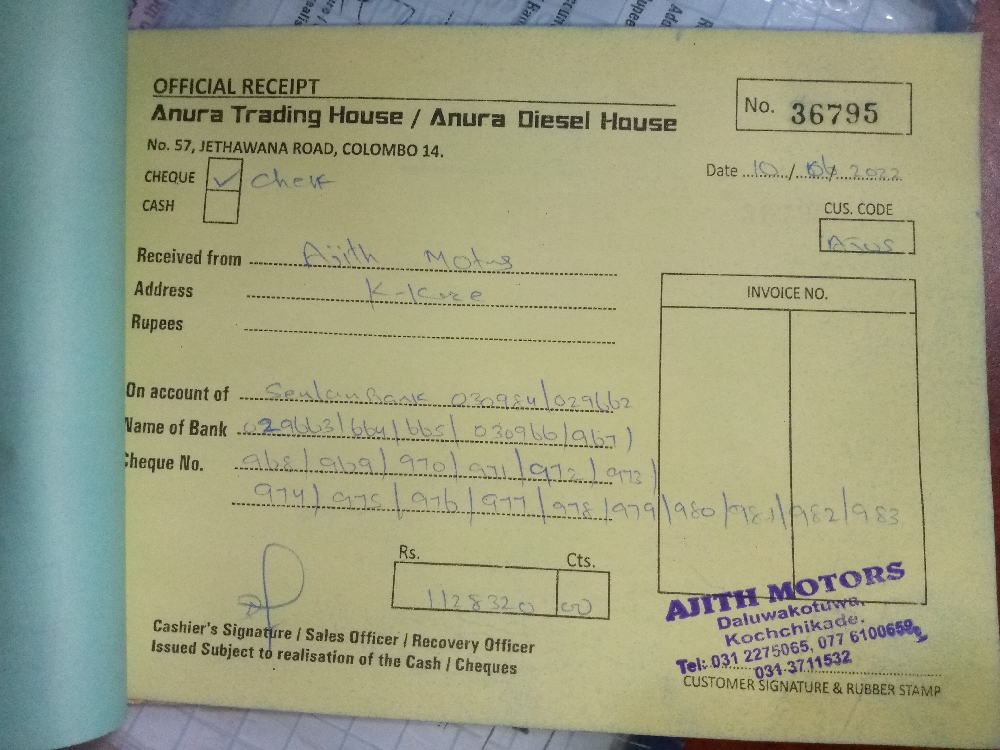 OFFICIAL RECEIPT
Anura Trading House / Anura Diesel House
No. 57, JETHAWANA ROAD, COLOMBO 14.
No. 36795
CHEQUE ✓ Chek
CASH
Date 10/06/2022
CUS. CODE
Received from Ajith Motors
Address K-Kade
Rupees
INVOICE NO.
On account of Seylan Bank 030984/029662
Name of Bank 029663/664/665/ 030966/967/
Cheque No. 968/969/970/971/972/973/
974/975/976/977/978/979/980/981/982/983
Rs. Cts.
1128320 00
Cashier's Signature / Sales Officer / Recovery Officer
Issued Subject to realisation of the Cash / Cheques
AJITH MOTORS
Daluwakotuwa,
Kochchikade.
Tel: 031 2275065, 077 6100659,
031-3711532
CUSTOMER SIGNATURE & RUBBER STAMP